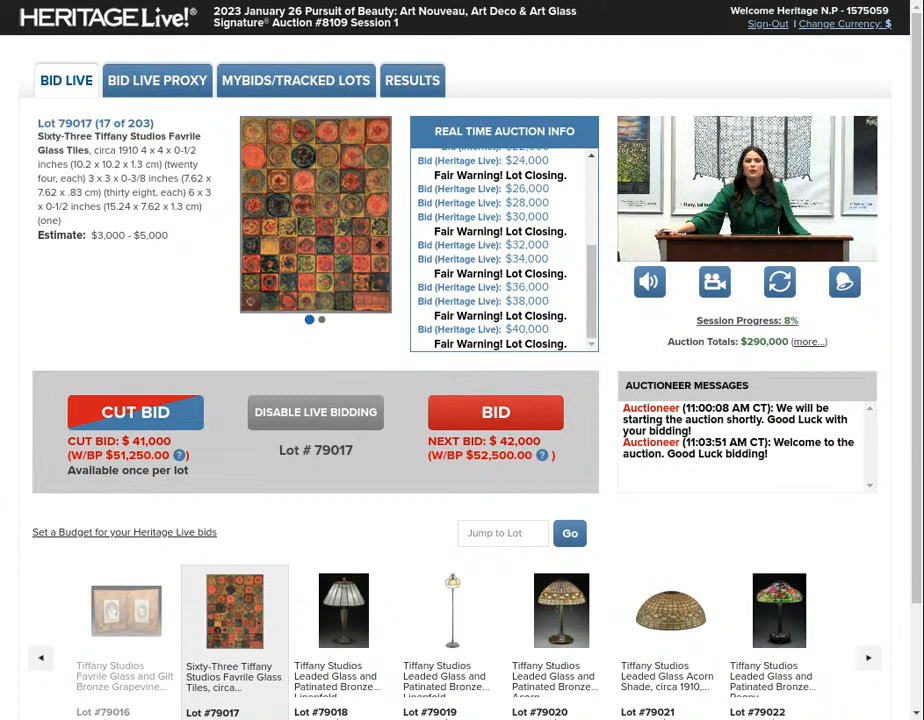 HERITAGE Live!®
2023 January 26 Pursuit of Beauty: Art Nouveau, Art Deco & Art Glass
Signature® Auction #8109 Session 1
Welcome Heritage N.P - 1575059
Sign-Out | Change Currency: $
BID LIVE
BID LIVE PROXY
MYBIDS/TRACKED LOTS
RESULTS
Lot 79017 (17 of 203)
Sixty-Three Tiffany Studios Favrile
Glass Tiles, circa 1910 4 x 4 x 0-1/2
inches (10.2 x 10.2 x 1.3 cm) (twenty
four, each) 3 x 3 x 0-3/8 inches (7.62 x
7.62 x .83 cm) (thirty eight, each) 6 x 3
x 0-1/2 inches (15.24 x 7.62 x 1.3 cm)
(one)
Estimate: $3,000 - $5,000
REAL TIME AUCTION INFO
Bid (Heritage Live): $24,000
Fair Warning! Lot Closing.
Bid (Heritage Live): $26,000
Bid (Heritage Live): $28,000
Bid (Heritage Live): $30,000
Fair Warning! Lot Closing.
Bid (Heritage Live): $32,000
Bid (Heritage Live): $34,000
Fair Warning! Lot Closing.
Bid (Heritage Live): $36,000
Bid (Heritage Live): $38,000
Fair Warning! Lot Closing.
Bid (Heritage Live): $40,000
Fair Warning! Lot Closing.
Session Progress: 8%
Auction Totals: $290,000 (more...)
CUT BID
CUT BID: $ 41,000
(W/BP $51,250.00 ?)
Available once per lot
DISABLE LIVE BIDDING
Lot # 79017
BID
NEXT BID: $ 42,000
(W/BP $52,500.00 ? )
AUCTIONEER MESSAGES
Auctioneer (11:00:08 AM CT): We will be
starting the auction shortly. Good Luck with
your bidding!
Auctioneer (11:03:51 AM CT): Welcome to the
auction. Good Luck bidding!
Set a Budget for your Heritage Live bids
Jump to Lot
Go
Tiffany Studios
Favrile Glass and Gilt
Bronze Grapevine...
Lot #79016
Sixty-Three Tiffany
Studios Favrile Glass
Tiles, circa...
Lot #79017
Tiffany Studios
Leaded Glass and
Patinated Bronze
Linenfold...
Lot #79018
Tiffany Studios
Leaded Glass and
Patinated Bronze...
Lot #79019
Tiffany Studios
Leaded Glass and
Patinated Bronze
Acorn...
Lot #79020
Tiffany Studios
Leaded Glass Acorn
Shade, circa 1910,...
Lot #79021
Tiffany Studios
Leaded Glass and
Patinated Bronze
Peony...
Lot #79022